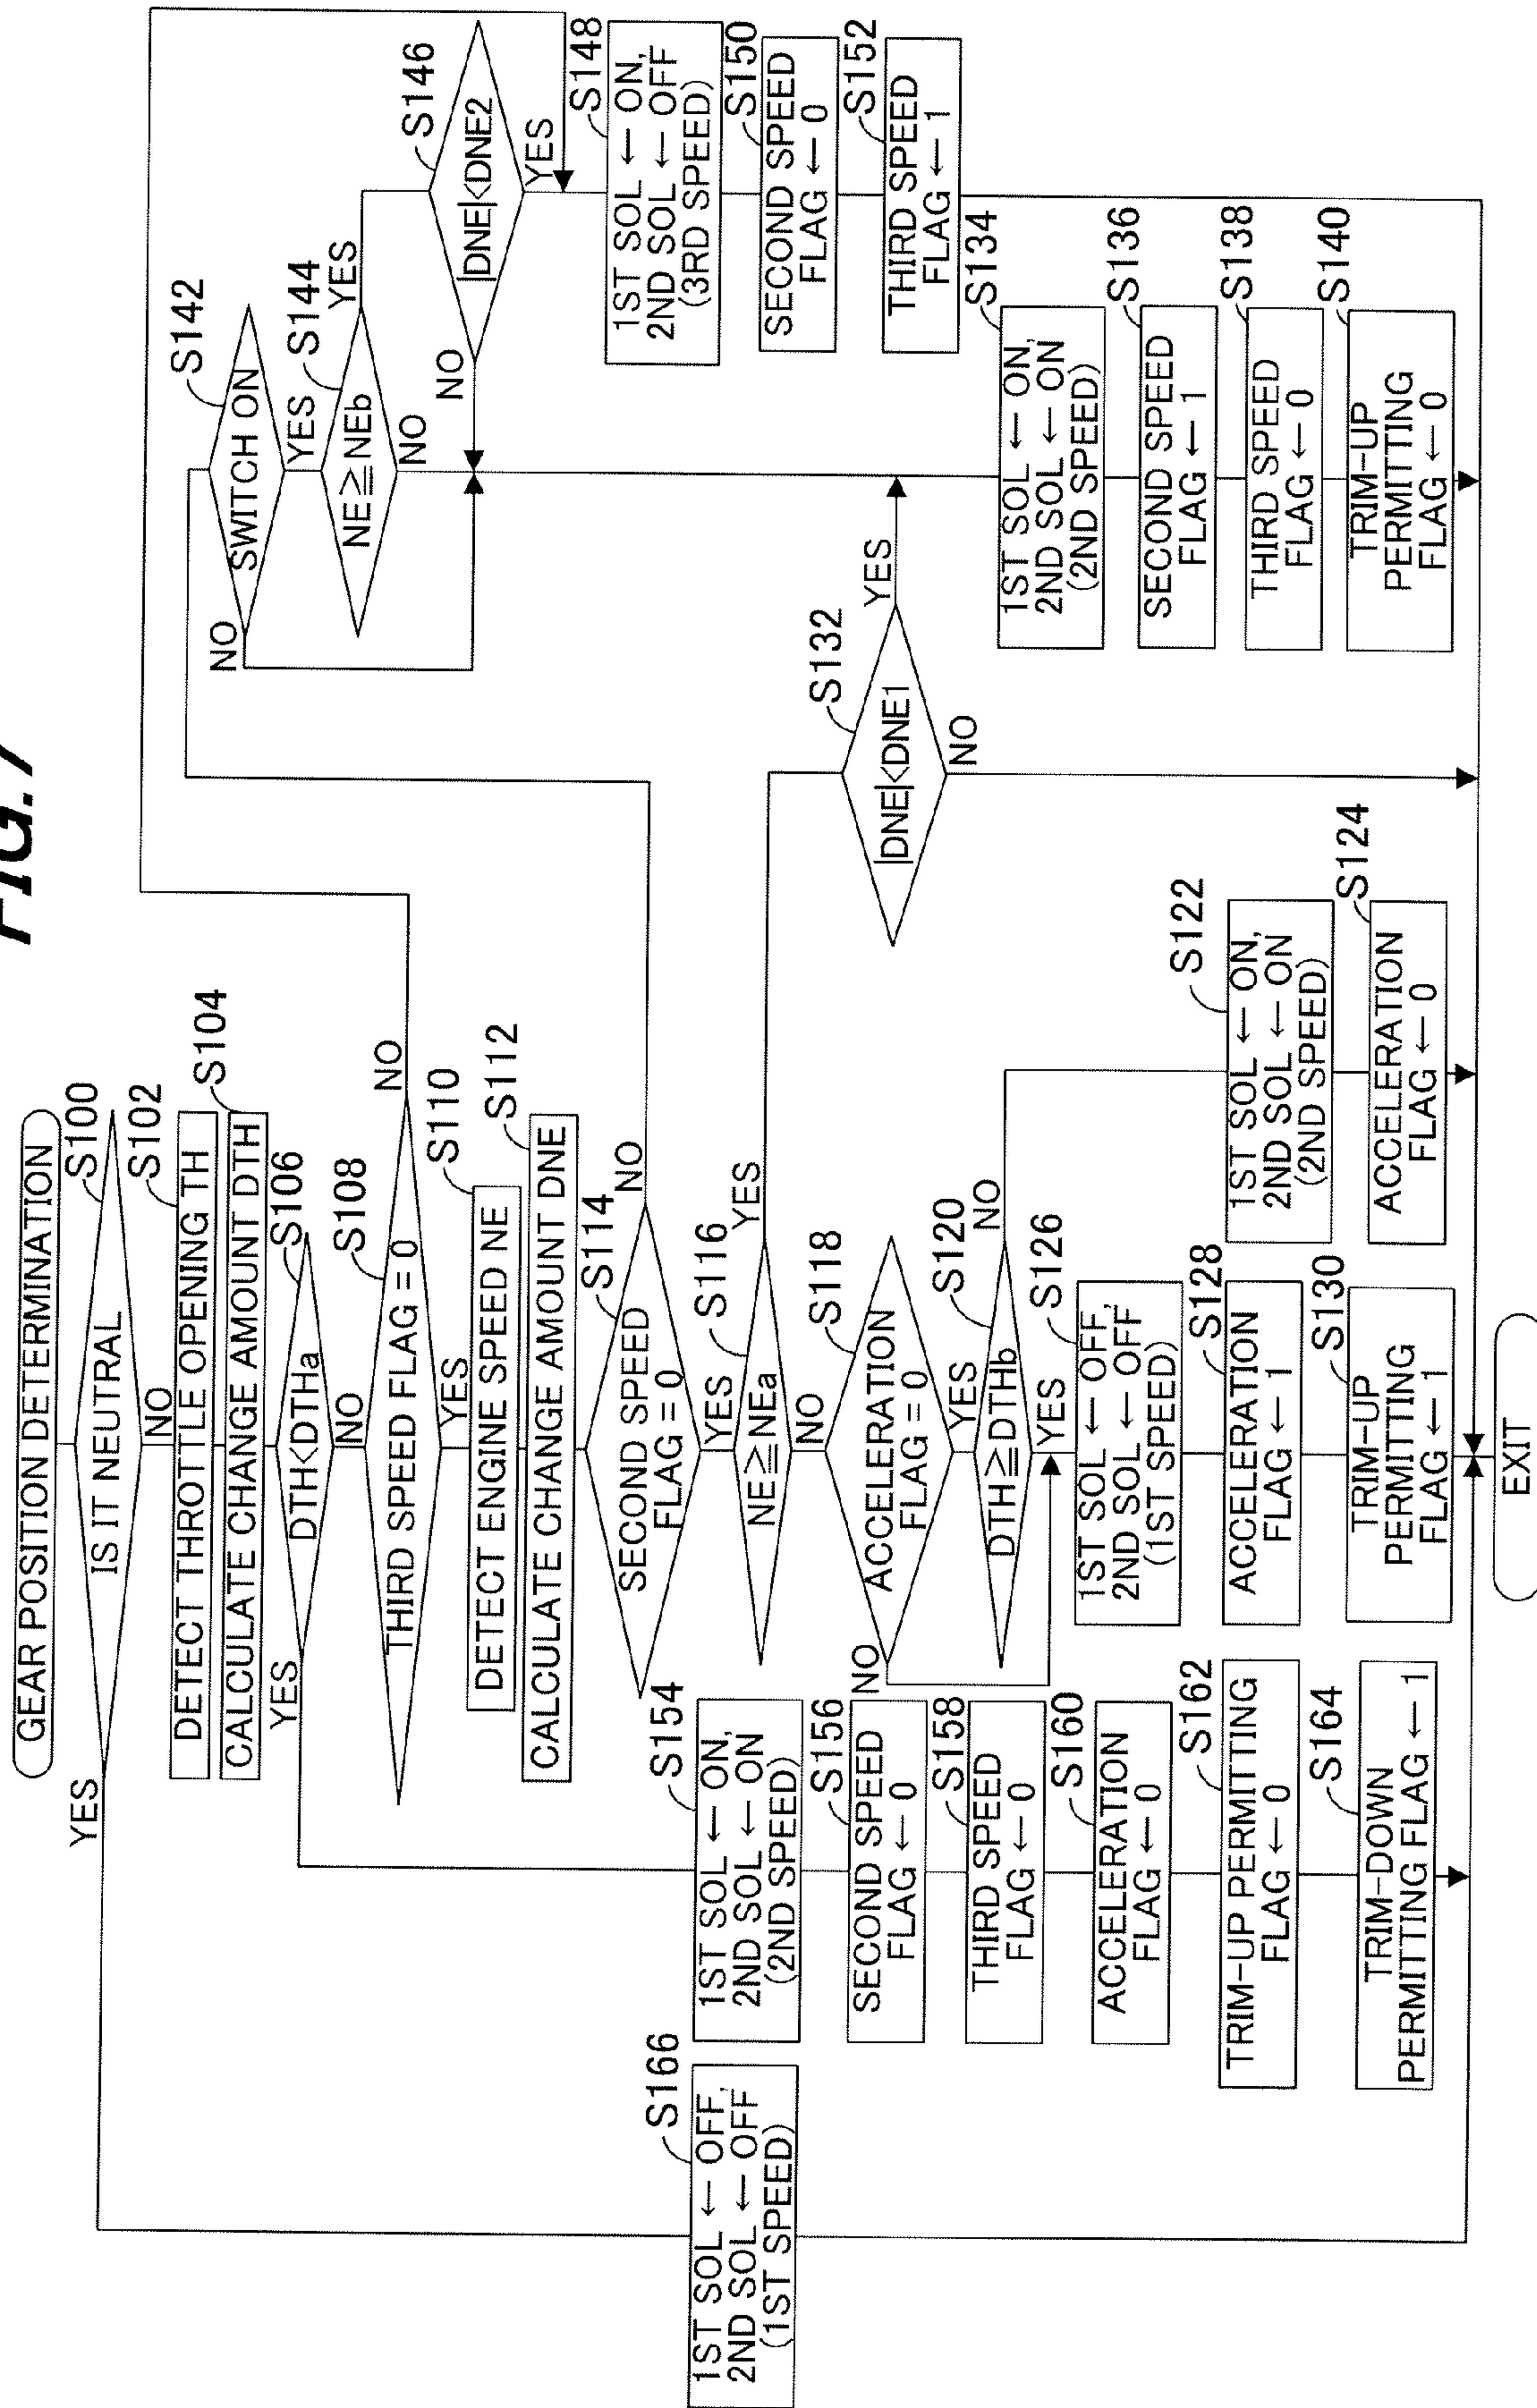 FIG. 7
GEAR POSITION DETERMINATION
S100
IS IT NEUTRAL
YES
NO
S102
DETECT THROTTLE OPENING TH
S104
CALCULATE CHANGE AMOUNT DTH
S106
DTH<DTHa
YES
NO
S108
THIRD SPEED FLAG = 0
NO
YES
S110
DETECT ENGINE SPEED NE
S112
CALCULATE CHANGE AMOUNT DNE
S114
SECOND SPEED
FLAG = 0
NO
YES
S116
NE≧NEa
YES
NO
S118
ACCELERATION
FLAG = 0
NO
YES
S120
DTH≧DTHb
NO
YES
S126
1ST SOL ← OFF,
2ND SOL ← OFF
(1ST SPEED)
S128
ACCELERATION
FLAG ← 1
S130
TRIM-UP
PERMITTING
FLAG ← 1
S122
1ST SOL ← ON,
2ND SOL ← ON
(2ND SPEED)
S124
ACCELERATION
FLAG ← 0
S132
|DNE|<DNE1
YES
NO
S142
SWITCH ON
NO
YES
S144
NE≧NEb
YES
NO
S146
|DNE|<DNE2
NO
YES
S148
1ST SOL ← ON,
2ND SOL ← OFF
(3RD SPEED)
S150
SECOND SPEED
FLAG ← 0
S152
THIRD SPEED
FLAG ← 1
S134
1ST SOL ← ON,
2ND SOL ← ON
(2ND SPEED)
S136
SECOND SPEED
FLAG ← 1
S138
THIRD SPEED
FLAG ← 0
S140
TRIM-UP
PERMITTING
FLAG ← 0
S154
1ST SOL ← ON,
2ND SOL ← ON
(2ND SPEED)
S156
SECOND SPEED
FLAG ← 0
S158
THIRD SPEED
FLAG ← 0
S160
ACCELERATION
FLAG ← 0
S162
TRIM-UP PERMITTING
FLAG ← 0
S164
TRIM-DOWN
PERMITTING FLAG ← 1
S166
1ST SOL ← OFF,
2ND SOL ← OFF
(1ST SPEED)
EXIT